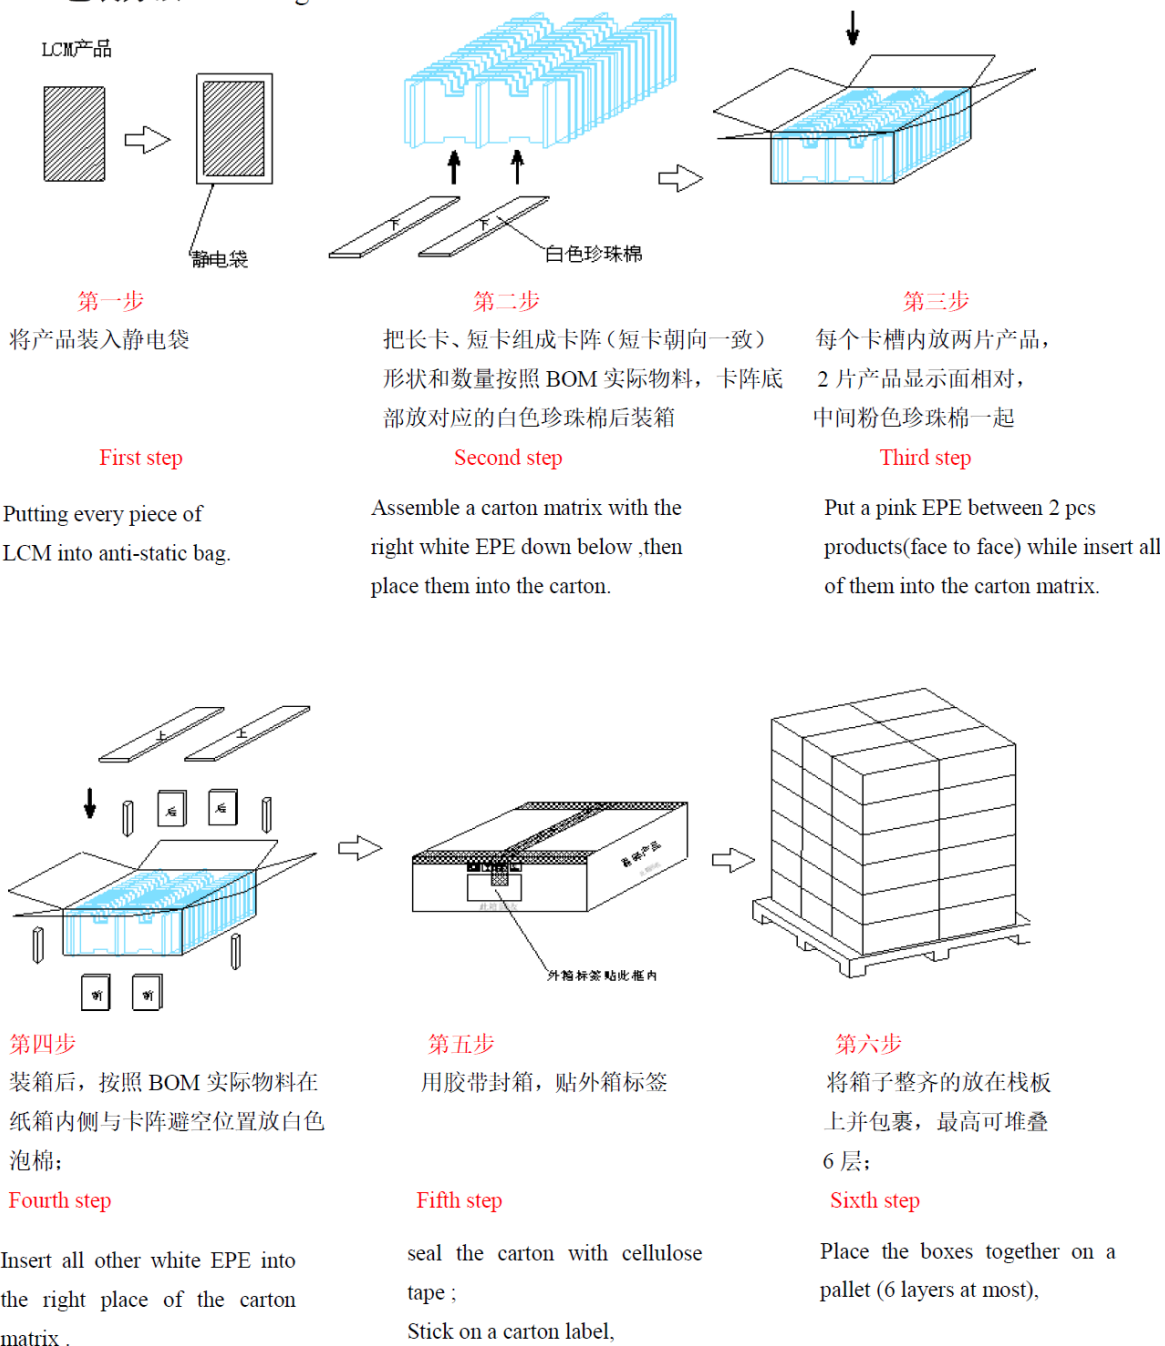 LCM产品
静电袋
下
下
白色珍珠棉
第一步
第二步
第三步
将产品装入静电袋
把长卡、短卡组成卡阵（短卡朝向一致）
形状和数量按照 BOM 实际物料，卡阵底
部放对应的白色珍珠棉后装箱
每个卡槽内放两片产品，
2 片产品显示面相对，
中间粉色珍珠棉一起
First step
Second step
Third step
Putting every piece of
LCM into anti-static bag.
Assemble a carton matrix with the
right white EPE down below ,then
place them into the carton.
Put a pink EPE between 2 pcs
products(face to face) while insert all
of them into the carton matrix.
上
上
后
后
前
前
外箱标签贴此框内
第四步
第五步
第六步
装箱后，按照 BOM 实际物料在
纸箱内侧与卡阵避空位置放白色
泡棉；
用胶带封箱，贴外箱标签
将箱子整齐的放在栈板
上并包裹，最高可堆叠
6 层；
Fourth step
Fifth step
Sixth step
Insert all other white EPE into
the right place of the carton
matrix .
seal the carton with cellulose
tape ;
Stick on a carton label,
Place the boxes together on a
pallet (6 layers at most),